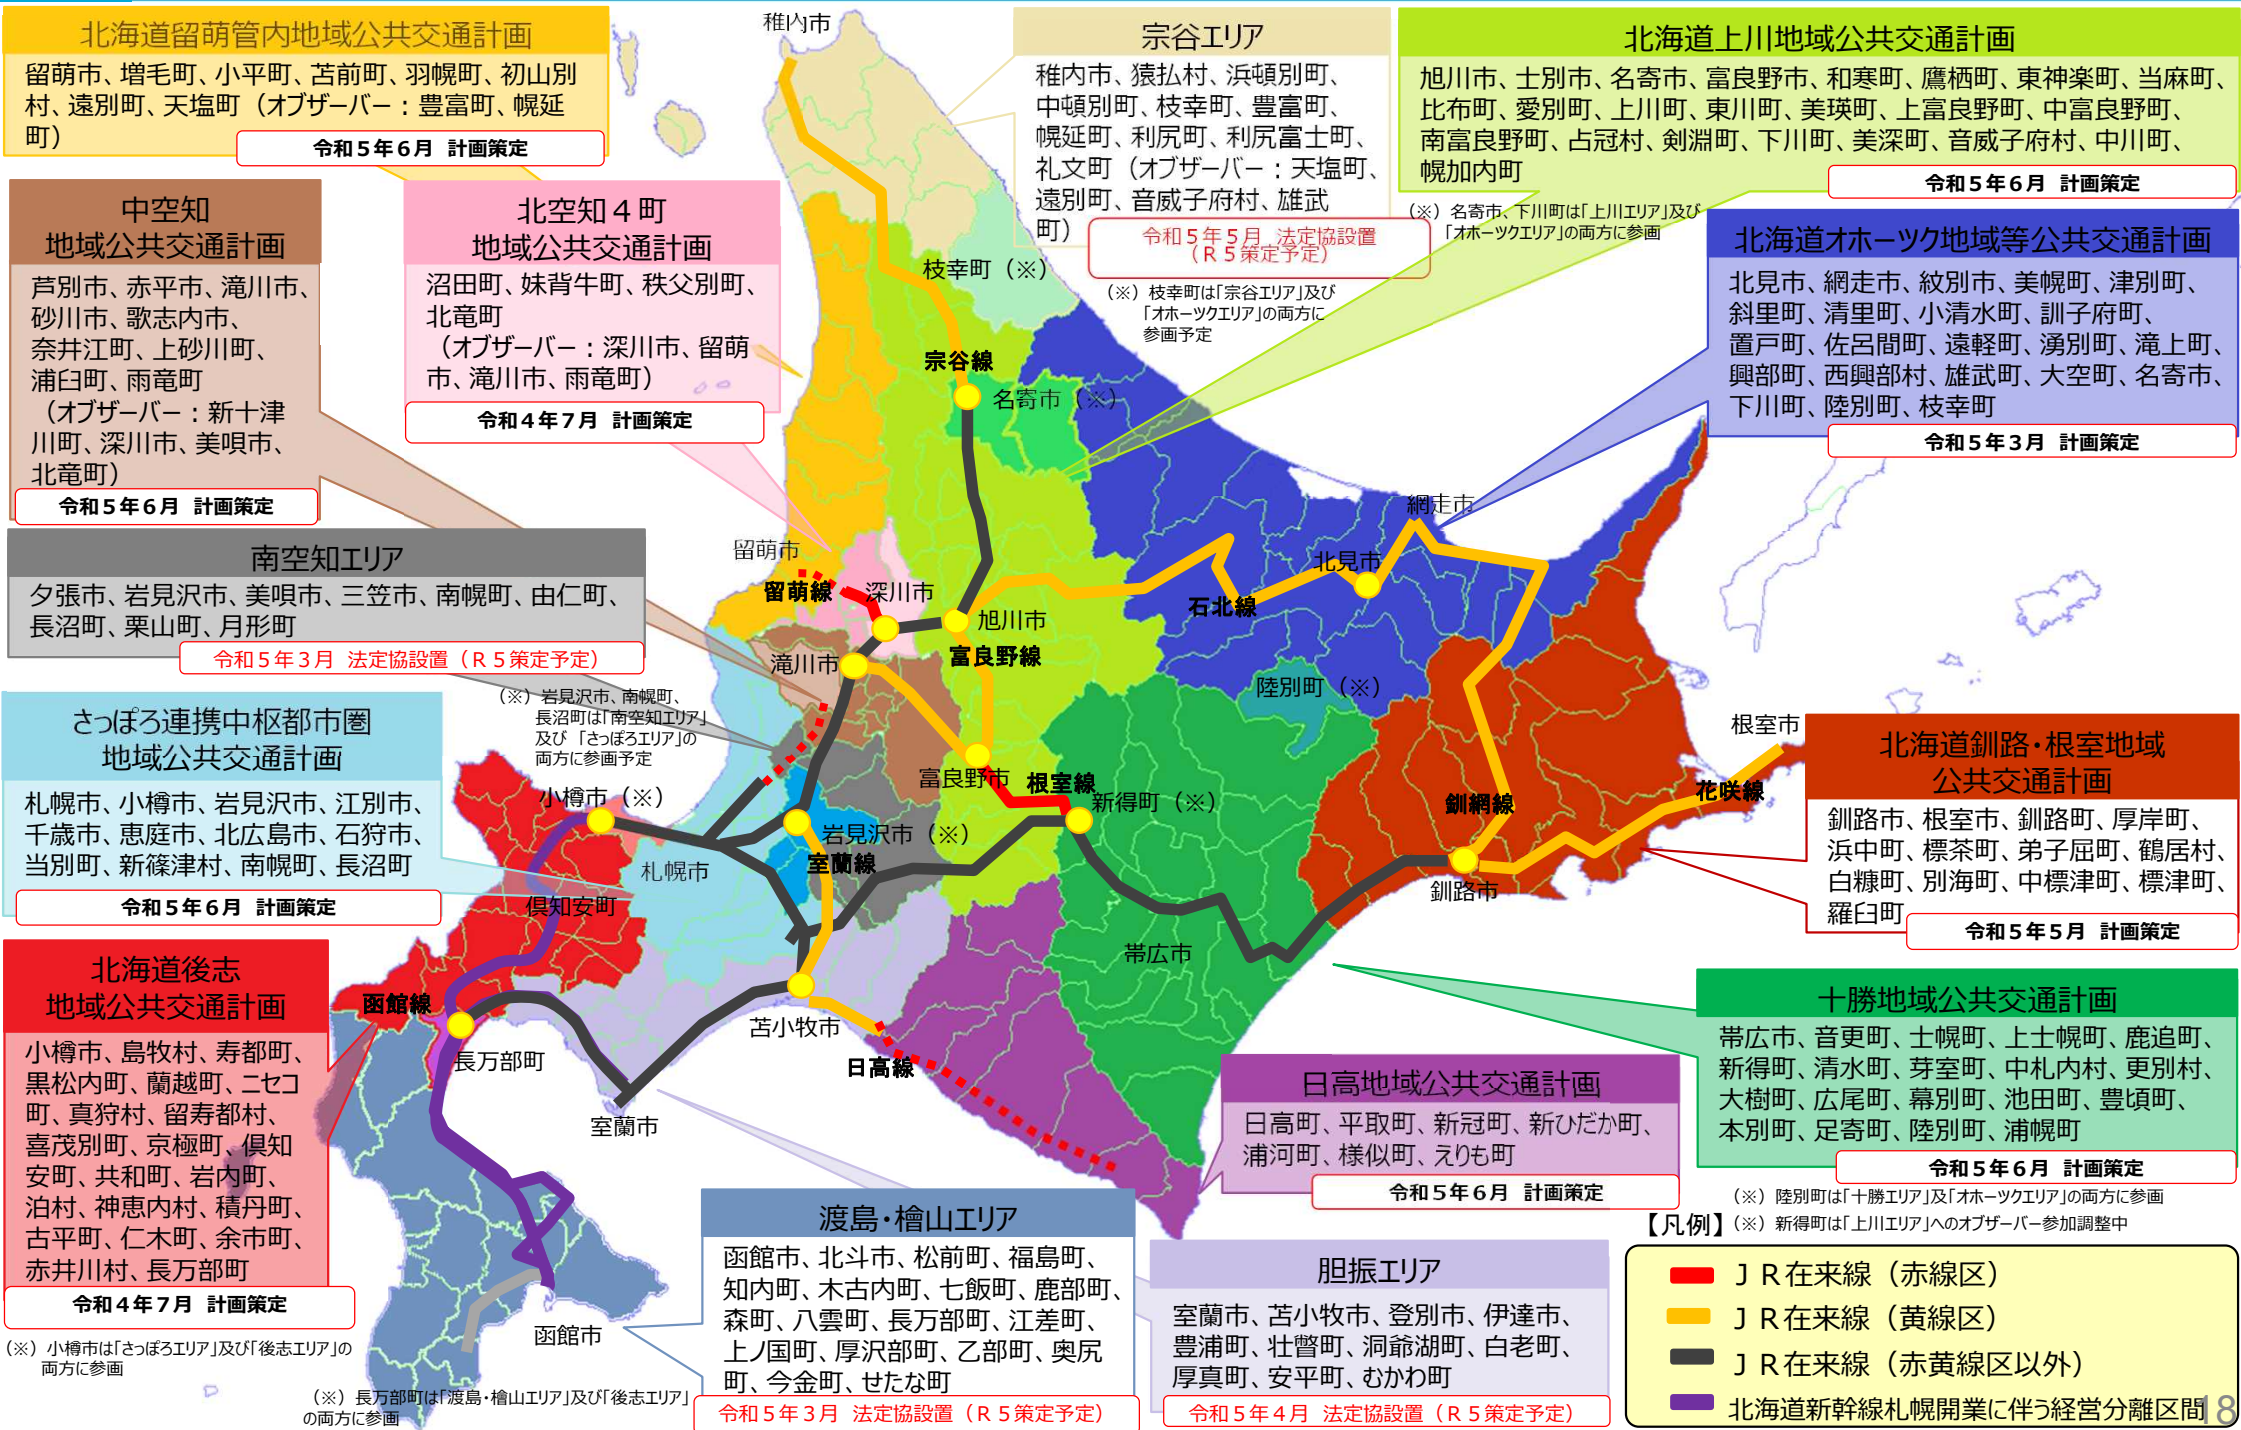 北海道留萌管内地域公共交通計画
留萌市、増毛町、小平町、苫前町、羽幌町、初山別
村、遠別町、天塩町（オブザーバー：豊富町、幌延
町）
令和５年６月 計画策定
稚内市
宗谷エリア
稚内市、猿払村、浜頓別町、
中頓別町、枝幸町、豊富町、
幌延町、利尻町、利尻富士町、
礼文町（オブザーバー：天塩町、
遠別町、音威子府村、雄武
町）
令和５年５月 法定協設置
（Ｒ５策定予定）
（※）枝幸町は「宗谷エリア」及び
「オホーツクエリア」の両方に
参画予定
北海道上川地域公共交通計画
旭川市、士別市、名寄市、富良野市、和寒町、鷹栖町、東神楽町、当麻町、
比布町、愛別町、上川町、東川町、美瑛町、上富良野町、中富良野町、
南富良野町、占冠村、剣淵町、下川町、美深町、音威子府村、中川町、
幌加内町
令和５年６月 計画策定
（※）名寄市、下川町は「上川エリア」及び
「オホーツクエリア」の両方に参画
中空知
地域公共交通計画
芦別市、赤平市、滝川市、
砂川市、歌志内市、
奈井江町、上砂川町、
浦臼町、雨竜町
（オブザーバー：新十津
川町、深川市、美唄市、
北竜町）
令和５年６月 計画策定
北空知４町
地域公共交通計画
沼田町、妹背牛町、秩父別町、
北竜町
（オブザーバー：深川市、留萌
市、滝川市、雨竜町）
令和４年７月 計画策定
北海道オホーツク地域等公共交通計画
北見市、網走市、紋別市、美幌町、津別町、
斜里町、清里町、小清水町、訓子府町、
置戸町、佐呂間町、遠軽町、湧別町、滝上町、
興部町、西興部村、雄武町、大空町、名寄市、
下川町、陸別町、枝幸町
令和５年３月 計画策定
枝幸町（※）
宗谷線
名寄市（※）
網走市
北見市
留萌市
留萌線
深川市
旭川市
石北線
富良野線
滝川市
陸別町（※）
南空知エリア
夕張市、岩見沢市、美唄市、三笠市、南幌町、由仁町、
長沼町、栗山町、月形町
令和５年３月 法定協設置（Ｒ５策定予定）
（※）岩見沢市、南幌町、
長沼町は「南空知エリア」
及び「さっぽろエリア」の
両方に参画予定
さっぽろ連携中枢都市圏
地域公共交通計画
札幌市、小樽市、岩見沢市、江別市、
千歳市、恵庭市、北広島市、石狩市、
当別町、新篠津村、南幌町、長沼町
令和５年６月 計画策定
小樽市（※）
富良野市
根室線
新得町（※）
岩見沢市（※）
室蘭線
札幌市
倶知安町
釧網線
根室市
花咲線
釧路市
帯広市
北海道釧路・根室地域
公共交通計画
釧路市、根室市、釧路町、厚岸町、
浜中町、標茶町、弟子屈町、鶴居村、
白糠町、別海町、中標津町、標津町、
羅臼町
令和５年５月 計画策定
北海道後志
地域公共交通計画
小樽市、島牧村、寿都町、
黒松内町、蘭越町、ニセコ
町、真狩村、留寿都村、
喜茂別町、京極町、倶知
安町、共和町、岩内町、
泊村、神恵内村、積丹町、
古平町、仁木町、余市町、
赤井川村、長万部町
令和４年７月 計画策定
（※）小樽市は「さっぽろエリア」及び「後志エリア」の
両方に参画
函館線
長万部町
苫小牧市
日高線
室蘭市
函館市
（※）長万部町は「渡島・檜山エリア」及び「後志エリア」
の両方に参画
渡島・檜山エリア
函館市、北斗市、松前町、福島町、
知内町、木古内町、七飯町、鹿部町、
森町、八雲町、長万部町、江差町、
上ノ国町、厚沢部町、乙部町、奥尻
町、今金町、せたな町
令和５年３月 法定協設置（Ｒ５策定予定）
日高地域公共交通計画
日高町、平取町、新冠町、新ひだか町、
浦河町、様似町、えりも町
令和５年６月 計画策定
胆振エリア
室蘭市、苫小牧市、登別市、伊達市、
豊浦町、壮瞥町、洞爺湖町、白老町、
厚真町、安平町、むかわ町
令和５年４月 法定協設置（Ｒ５策定予定）
十勝地域公共交通計画
帯広市、音更町、士幌町、上士幌町、鹿追町、
新得町、清水町、芽室町、中札内村、更別村、
大樹町、広尾町、幕別町、池田町、豊頃町、
本別町、足寄町、陸別町、浦幌町
令和５年６月 計画策定
（※）陸別町は「十勝エリア」及「オホーツクエリア」の両方に参画
【凡例】（※）新得町は「上川エリア」へのオブザーバー参加調整中
ＪＲ在来線（赤線区）
ＪＲ在来線（黄線区）
ＪＲ在来線（赤黄線区以外）
北海道新幹線札幌開業に伴う経営分離区間
18